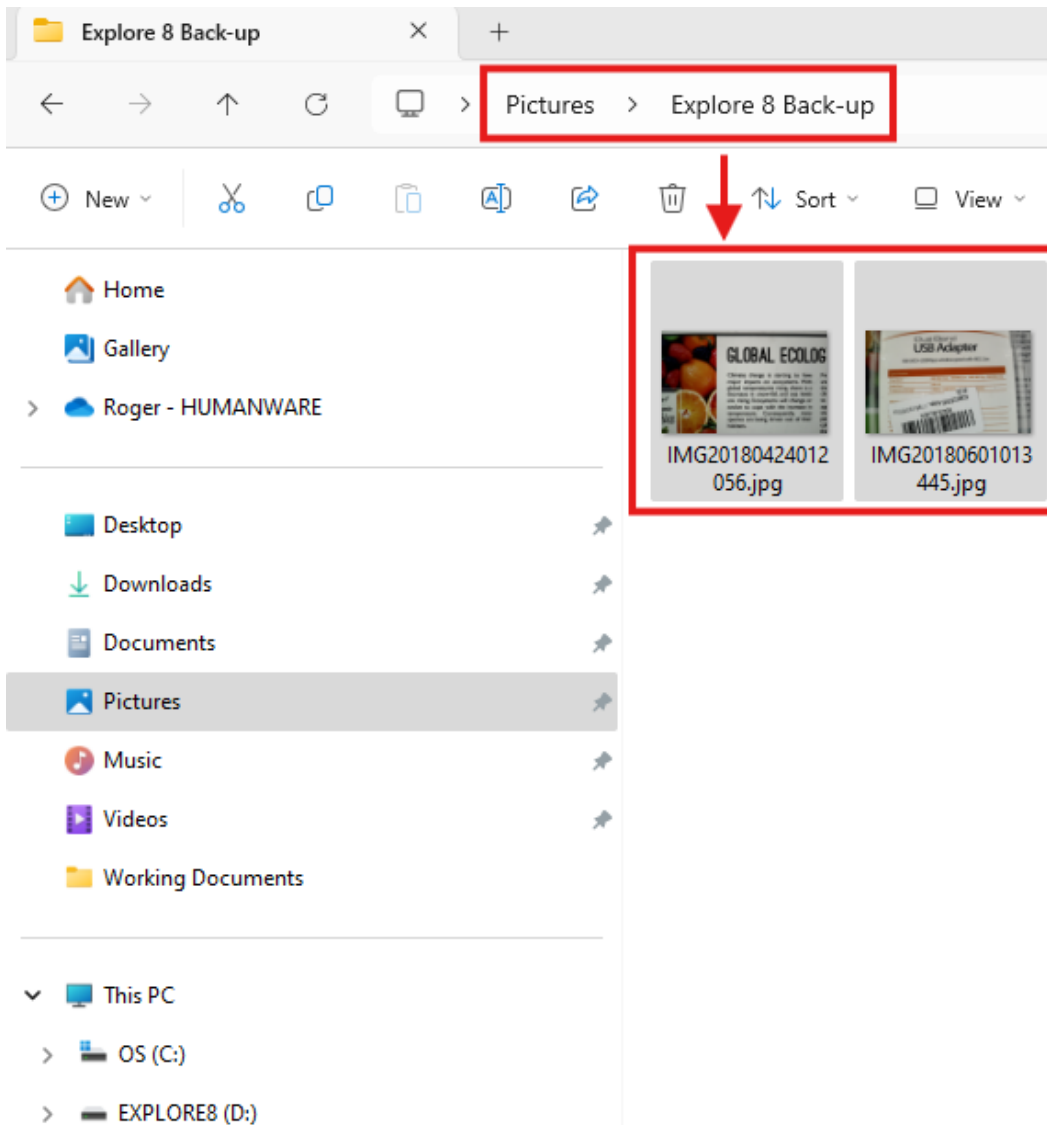 Explore 8 Back-up
Pictures > Explore 8 Back-up
New
Sort
View
Home
Gallery
Roger - HUMANWARE
Desktop
Downloads
Documents
Pictures
Music
Videos
Working Documents
This PC
OS (C:)
EXPLORE8 (D:)
GLOBAL ECOLOG
USB Adapter
IMG20180424012
056.jpg
IMG20180601013
445.jpg